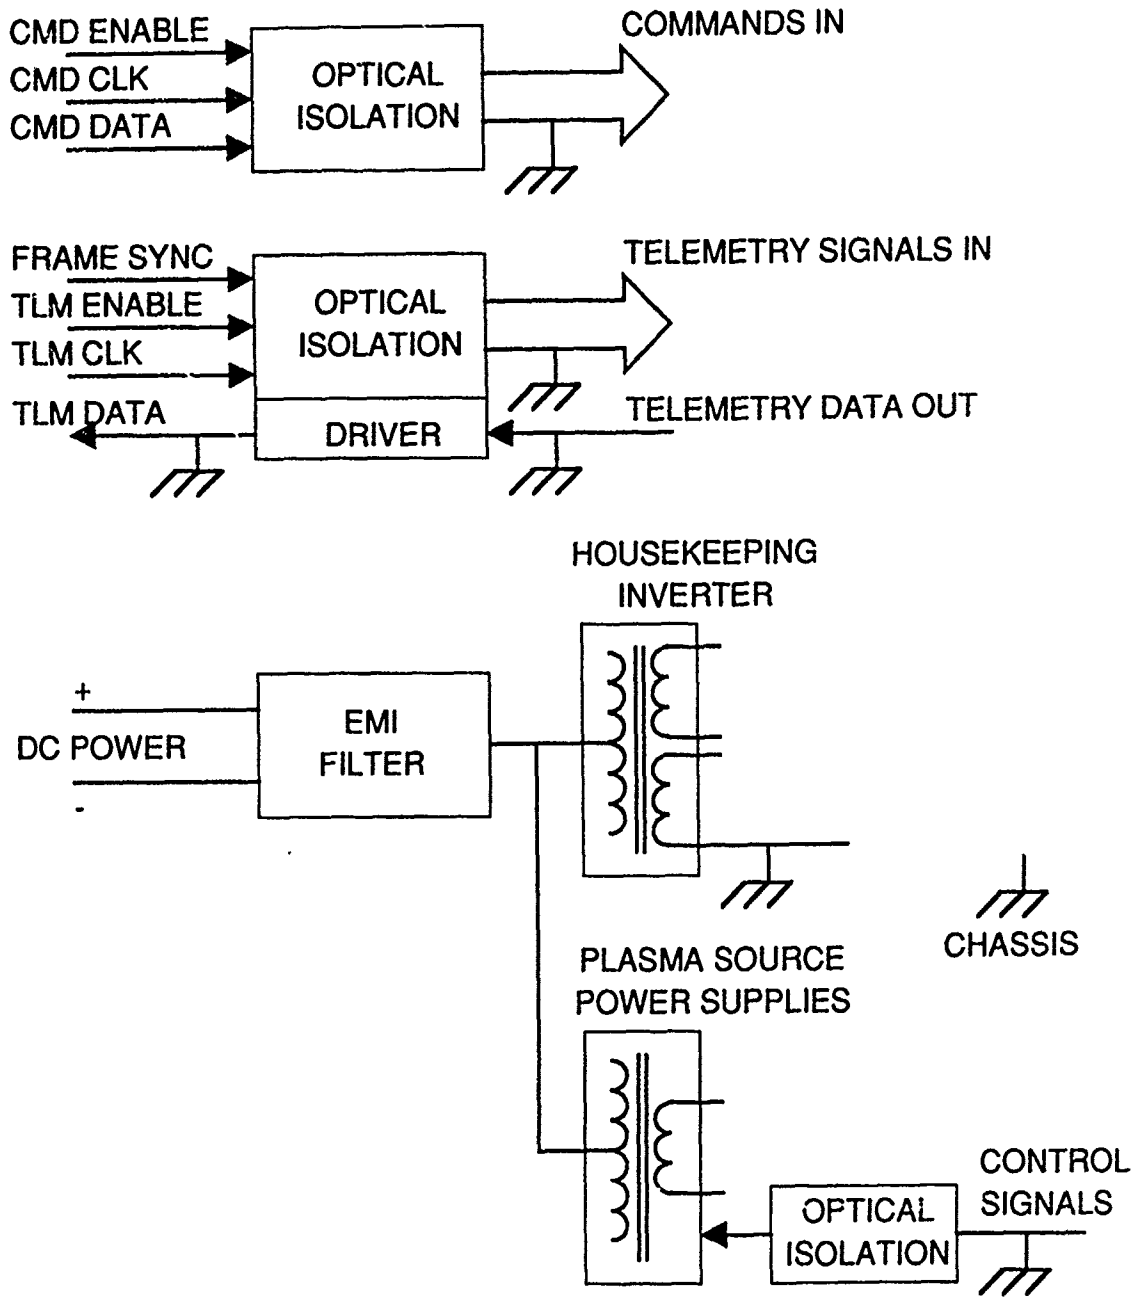 CMD ENABLE
CMD CLK
CMD DATA
OPTICAL
ISOLATION
COMMANDS IN
FRAME SYNC
TLM ENABLE
TLM CLK
TLM DATA
OPTICAL
ISOLATION
DRIVER
TELEMETRY SIGNALS IN
TELEMETRY DATA OUT
HOUSEKEEPING
INVERTER
+
DC POWER
-
EMI
FILTER
CHASSIS
PLASMA SOURCE
POWER SUPPLIES
OPTICAL
ISOLATION
CONTROL
SIGNALS